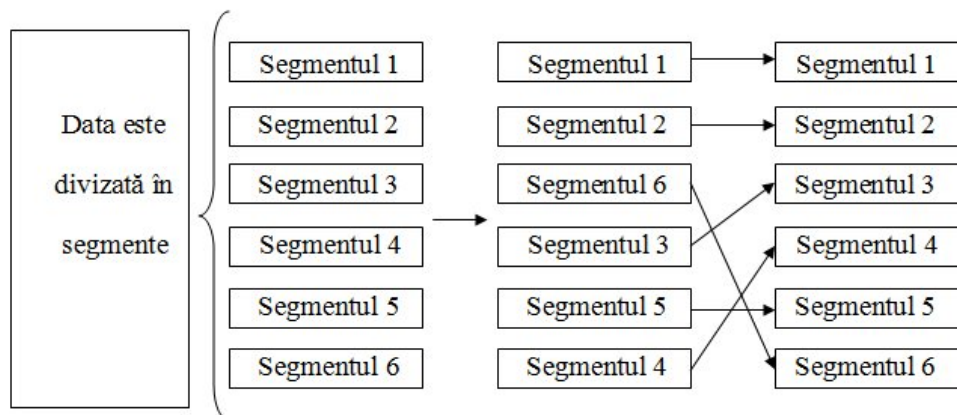 Data este
divizată în
segmente
Segmentul 1
Segmentul 2
Segmentul 3
Segmentul 4
Segmentul 5
Segmentul 6
Segmentul 1
Segmentul 2
Segmentul 6
Segmentul 3
Segmentul 5
Segmentul 4
Segmentul 1
Segmentul 2
Segmentul 3
Segmentul 4
Segmentul 5
Segmentul 6